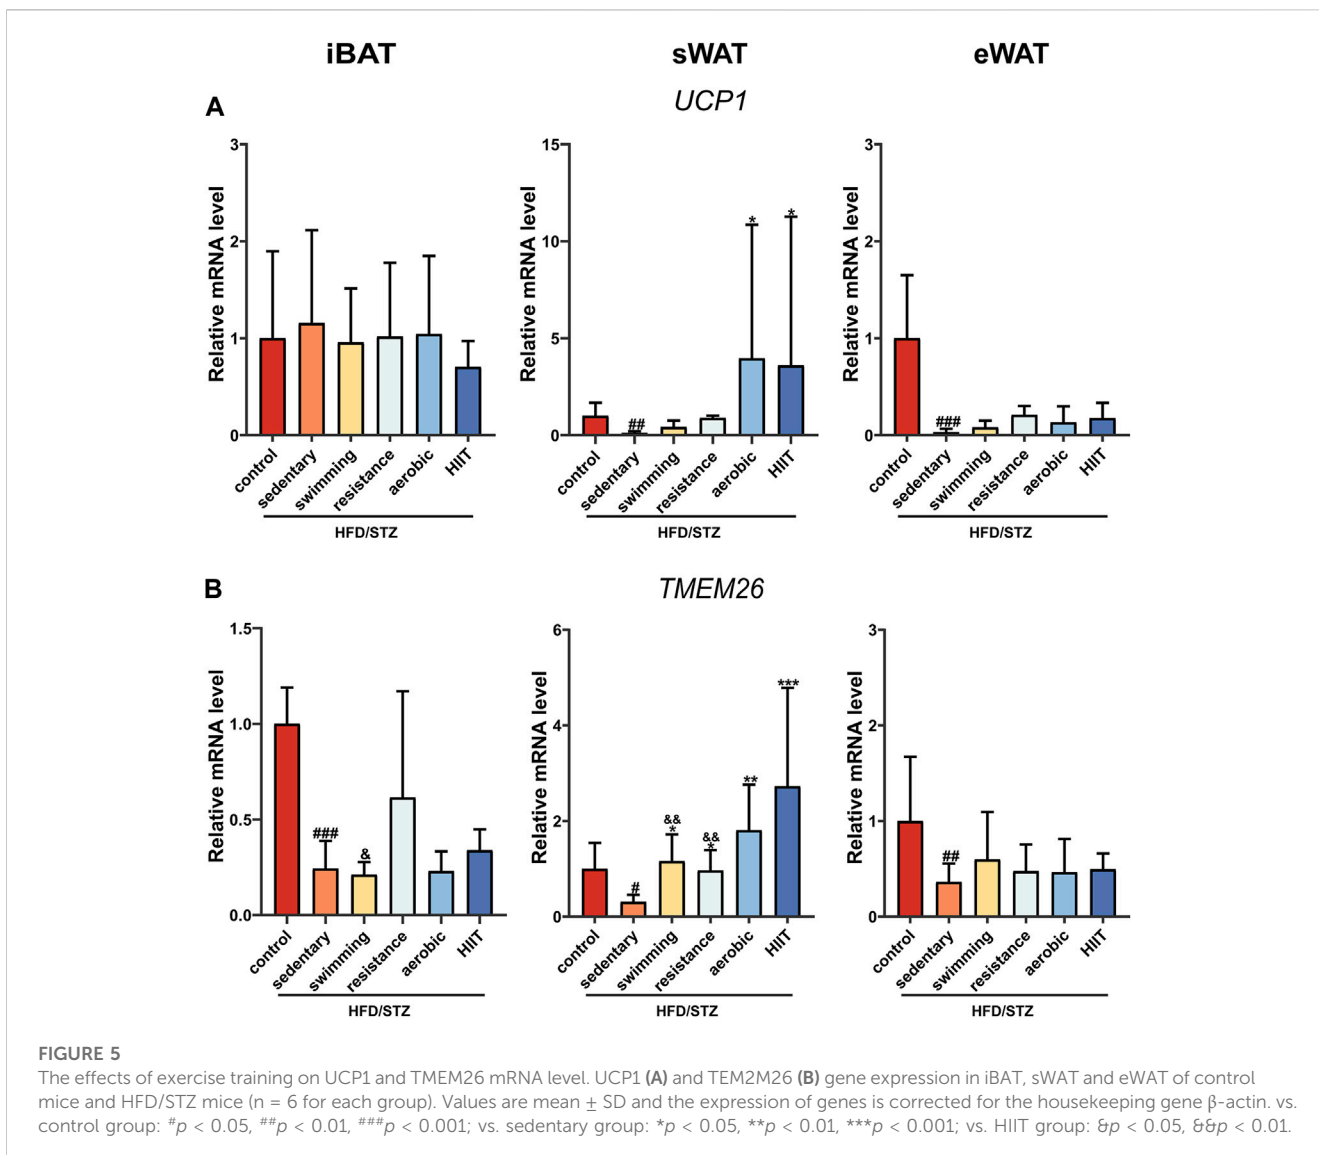 iBAT sWAT eWAT
A UCP1
Relative mRNA level
3
2
1
0
control sedentary swimming resistance aerobic HIIT
HFD/STZ
Relative mRNA level
15
10
5
0
##
*
*
control sedentary swimming resistance aerobic HIIT
HFD/STZ
Relative mRNA level
3
2
1
0
###
control sedentary swimming resistance aerobic HIIT
HFD/STZ
B TMEM26
Relative mRNA level
1.5
1.0
0.5
0.0
###
&
control sedentary swimming resistance aerobic HIIT
HFD/STZ
Relative mRNA level
6
4
2
0
#
&&
*
&&
*
**
***
control sedentary swimming resistance aerobic HIIT
HFD/STZ
Relative mRNA level
3
2
1
0
##
control sedentary swimming resistance aerobic HIIT
HFD/STZ
FIGURE 5
The effects of exercise training on UCP1 and TMEM26 mRNA level. UCP1 (A) and TEM2M26 (B) gene expression in iBAT, sWAT and eWAT of control
mice and HFD/STZ mice (n = 6 for each group). Values are mean ± SD and the expression of genes is corrected for the housekeeping gene β-actin. vs.
control group: #p < 0.05, ##p < 0.01, ###p < 0.001; vs. sedentary group: *p < 0.05, **p < 0.01, ***p < 0.001; vs. HIIT group: &p < 0.05, &&p < 0.01.